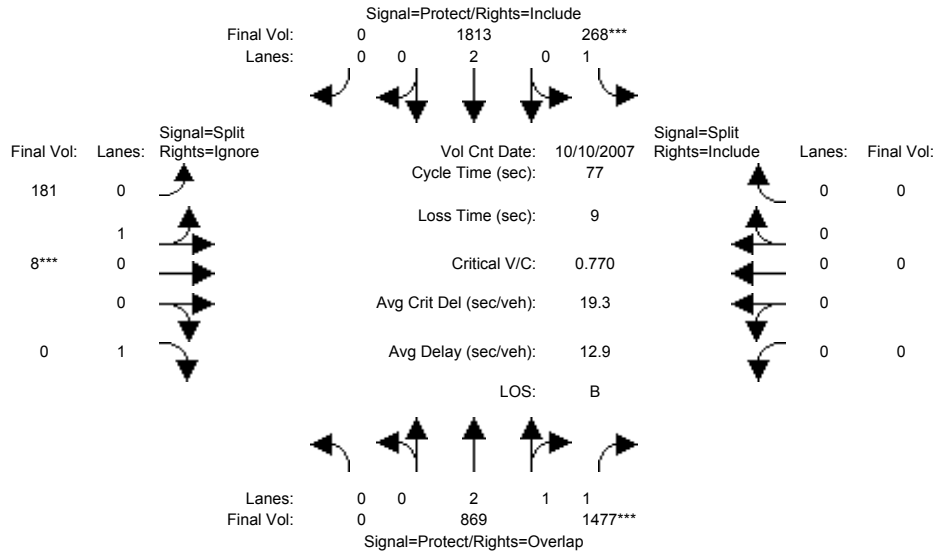 Signal=Protect/Rights=Include
Final Vol: 0 1813 268***
Lanes: 0 0 2 0 1
Signal=Split
Final Vol: Lanes: Rights=Ignore
Vol Cnt Date: 10/10/2007
Signal=Split
Rights=Include Lanes: Final Vol:
Cycle Time (sec): 77
181 0
0 0
Loss Time (sec): 9
1
0
8*** 0
Critical V/C: 0.770
0 0
0
Avg Crit Del (sec/veh): 19.3
0
0 1
Avg Delay (sec/veh): 12.9
0 0
LOS: B
Lanes: 0 0 2 1 1
Final Vol: 0 869 1477***
Signal=Protect/Rights=Overlap